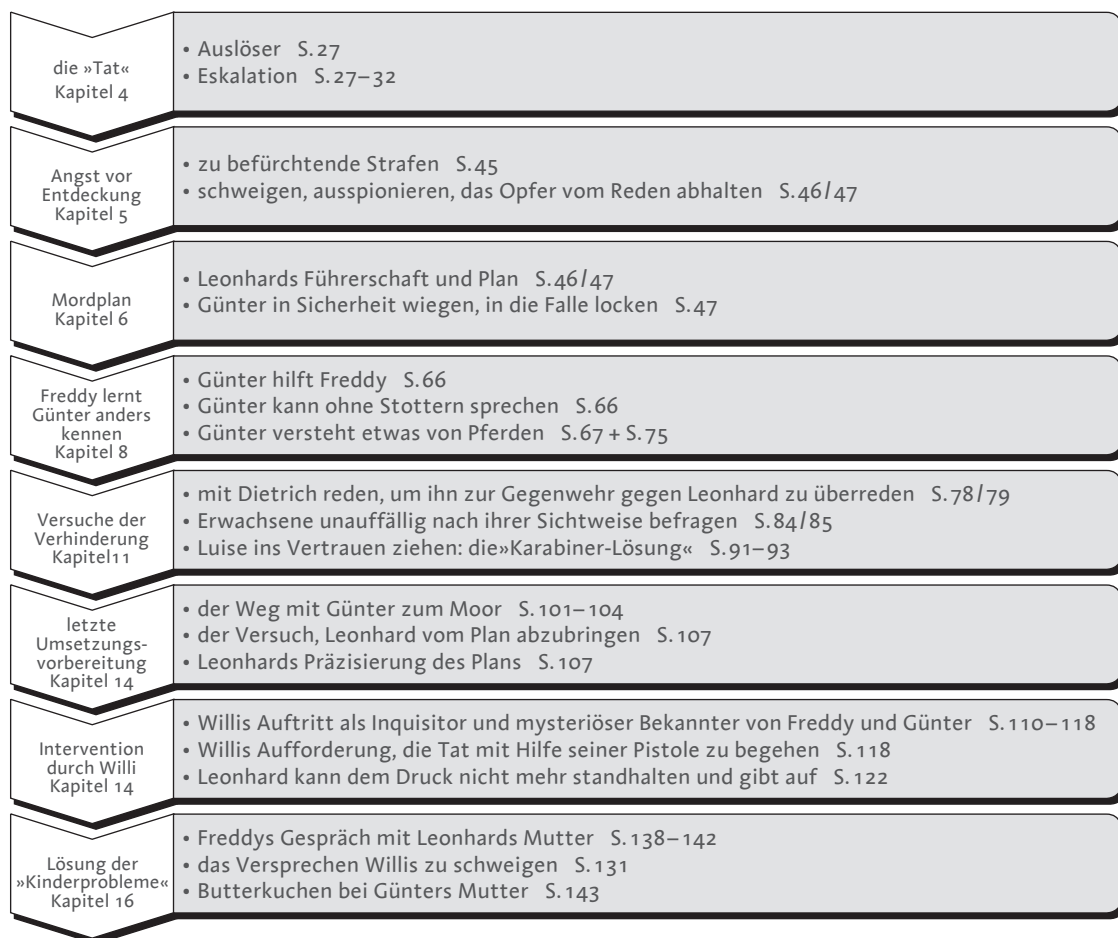 die »Tat«
Kapitel 4
• Auslöser S.27
• Eskalation S.27–32
Angst vor
Entdeckung
Kapitel 5
• zu befürchtende Strafen S.45
• schweigen, ausspionieren, das Opfer vom Reden abhalten S.46/47
Mordplan
Kapitel 6
• Leonhards Führerschaft und Plan S.46/47
• Günter in Sicherheit wiegen, in die Falle locken S.47
Freddy lernt
Günter anders
kennen
Kapitel 8
• Günter hilft Freddy S.66
• Günter kann ohne Stottern sprechen S.66
• Günter versteht etwas von Pferden S.67 + S.75
Versuche der
Verhinderung
Kapitel11
• mit Dietrich reden, um ihn zur Gegenwehr gegen Leonhard zu überreden S.78/79
• Erwachsene unauffällig nach ihrer Sichtweise befragen S.84/85
• Luise ins Vertrauen ziehen: die»Karabiner-Lösung« S.91–93
letzte
Umsetzungs-
vorbereitung
Kapitel 14
• der Weg mit Günter zum Moor S.101–104
• der Versuch, Leonhard vom Plan abzubringen S.107
• Leonhards Präzisierung des Plans S.107
Intervention
durch Willi
Kapitel 14
• Willis Auftritt als Inquisitor und mysteriöser Bekannter von Freddy und Günter S.110–118
• Willis Aufforderung, die Tat mit Hilfe seiner Pistole zu begehen S.118
• Leonhard kann dem Druck nicht mehr standhalten und gibt auf S.122
Lösung der
»Kinderprobleme«
Kapitel 16
• Freddys Gespräch mit Leonhards Mutter S.138–142
• das Versprechen Willis zu schweigen S.131
• Butterkuchen bei Günters Mutter S.143